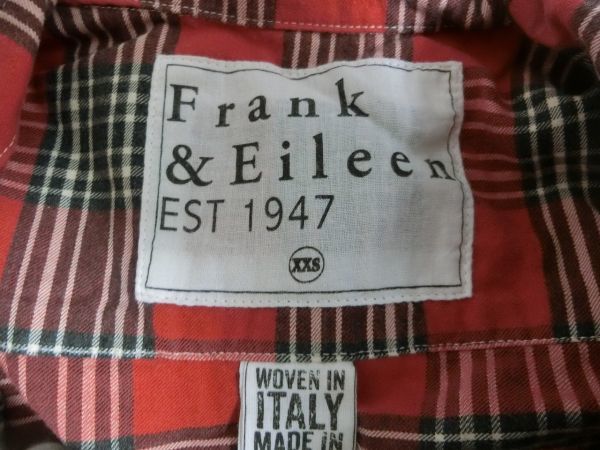 Frank
& Eileen
EST 1947
XXS
WOVEN IN
ITALY
MADE IN